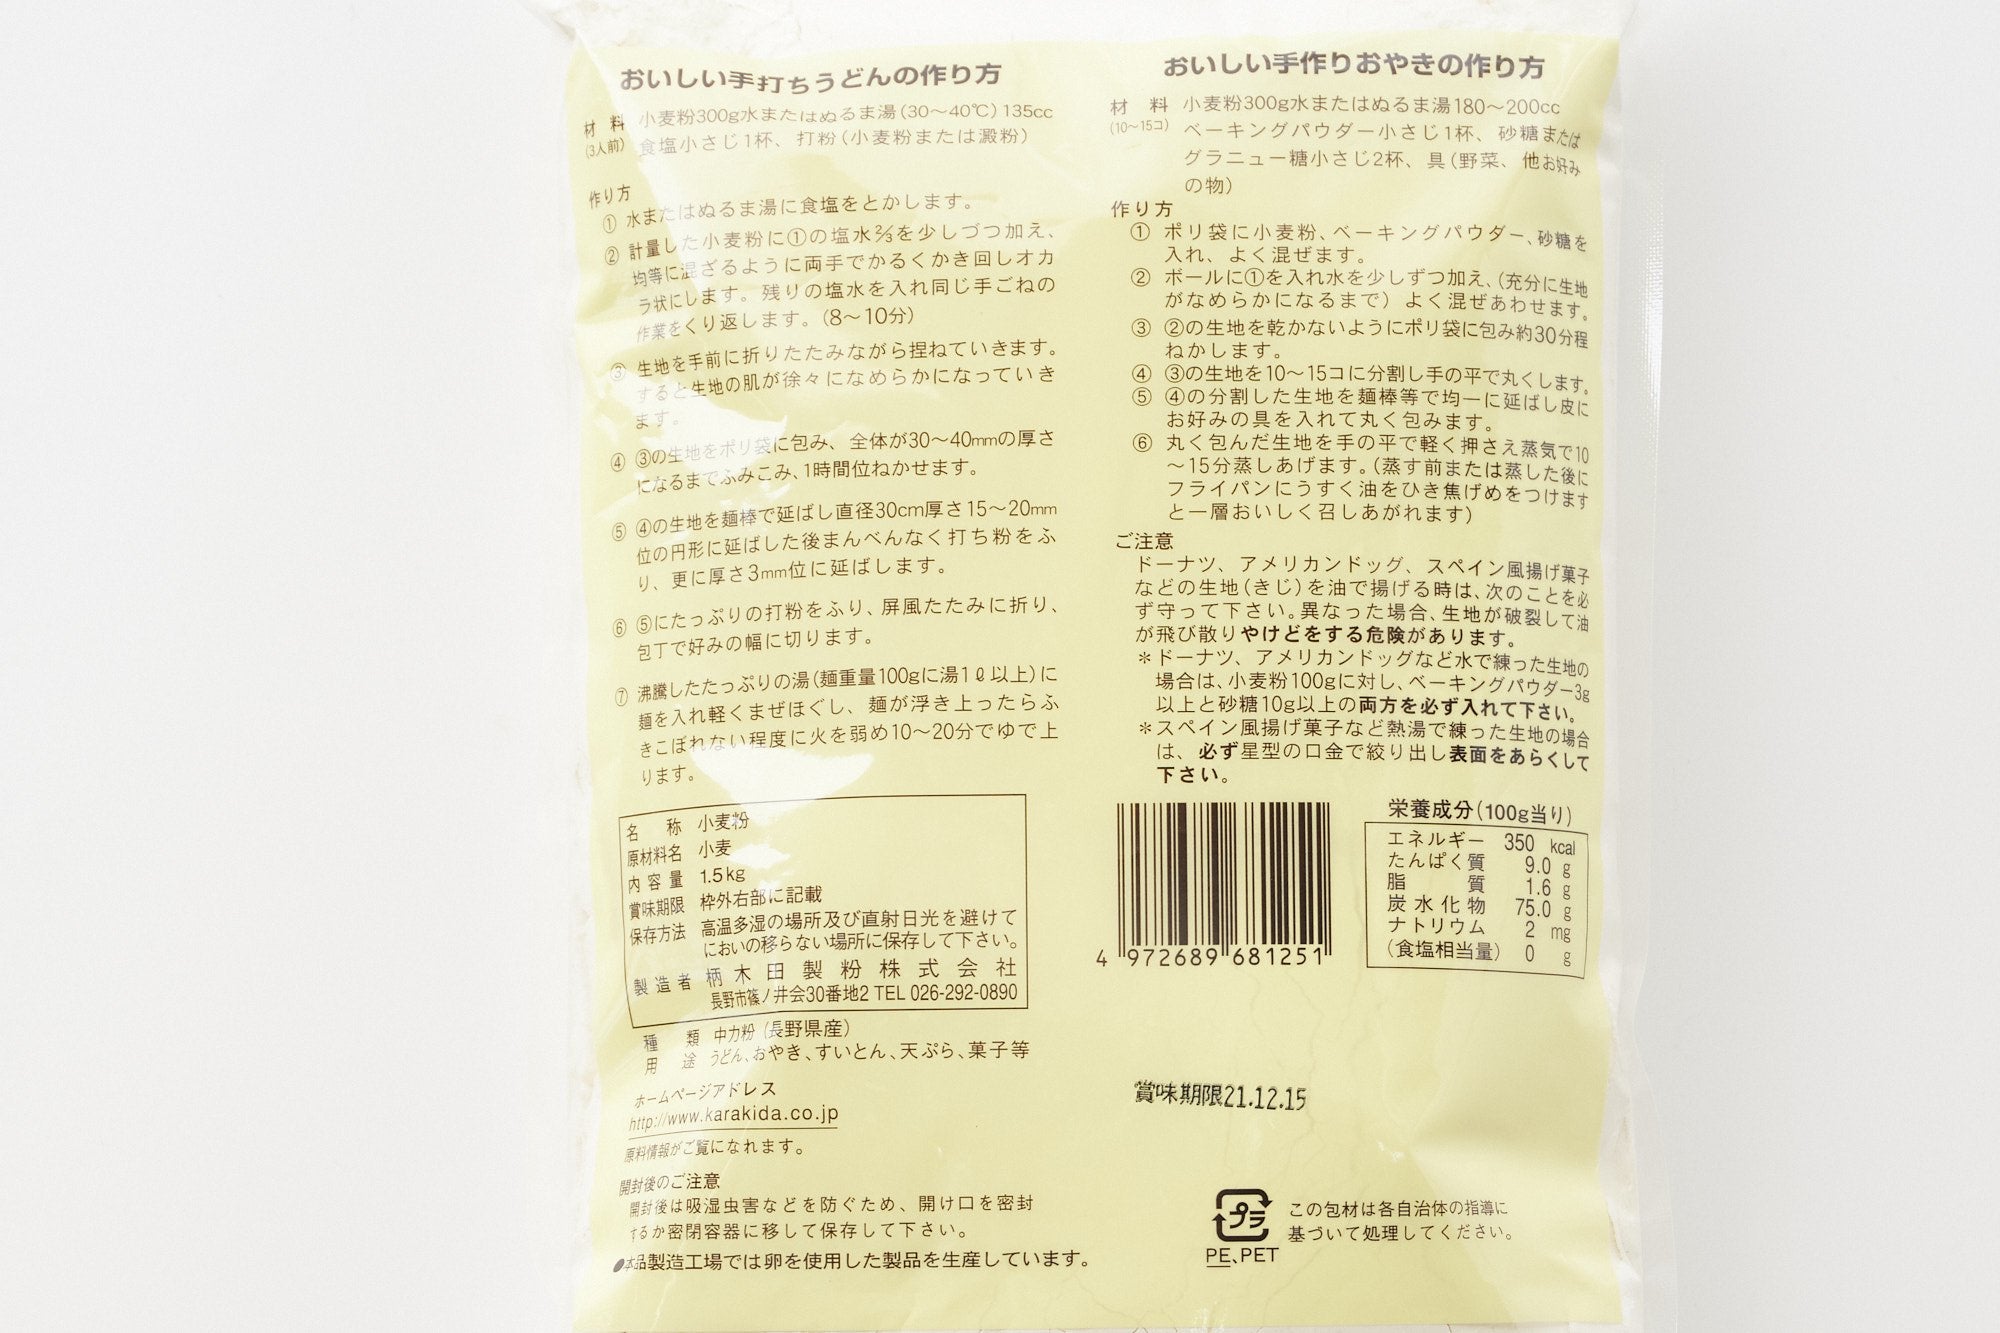 おいしい手打ちうどんの作り方
材料 小麦粉300g水またはぬるま湯(30〜40℃)135cc
(3人前) 食塩小さじ1杯、打粉(小麦粉または澱粉)
作り方
① 水またはぬるま湯に食塩をとかします。
② 計量した小麦粉に①の塩水⅔を少しづつ加え、
均等に混ざるように両手でかるくかき回しオカ
ラ状にします。残りの塩水を入れ同じ手ごねの
作業をくり返します。(8〜10分)
③ 生地を手前に折りたたみながら捏ねていきます。
すると生地の肌が徐々になめらかになっていき
ます。
④ ③の生地をポリ袋に包み、全体が30〜40mmの厚さ
になるまでふみこみ、1時間位ねかせます。
⑤ ④の生地を麺棒で延ばし直径30cm厚さ15〜20mm
位の円形に延ばした後まんべんなく打ち粉をふ
り、更に厚さ3mm位に延ばします。
⑥ ⑤にたっぷりの打粉をふり、屏風たたみに折り、
包丁で好みの幅に切ります。
⑦ 沸騰したたっぷりの湯(麺重量100gに湯1ℓ以上)に
麺を入れ軽くまぜほぐし、麺が浮き上ったらふ
きこぼれない程度に火を弱め10〜20分でゆで上
ります。
名称 小麦粉
原材料名 小麦
内容量 1.5kg
賞味期限 枠外右部に記載
保存方法 高温多湿の場所及び直射日光を避けて
においの移らない場所に保存して下さい。
製造者 柄木田製粉株式会社
長野市篠ノ井会30番地2 TEL 026-292-0890
種類 中力粉(長野県産)
用途 うどん、おやき、すいとん、天ぷら、菓子等
ホームページアドレス
http://www.karakida.co.jp
原料情報がご覧になれます。
開封後のご注意
開封後は吸湿虫害などを防ぐため、開け口を密封
するか密閉容器に移して保存して下さい。
●本品製造工場では卵を使用した製品を生産しています。
おいしい手作りおやきの作り方
材料 小麦粉300g水またはぬるま湯180〜200cc
(10〜15コ) ベーキングパウダー小さじ1杯、砂糖または
グラニュー糖小さじ2杯、具(野菜、他お好み
の物)
作り方
① ポリ袋に小麦粉、ベーキングパウダー、砂糖を
入れ、よく混ぜます。
② ボールに①を入れ水を少しずつ加え、(充分に生地
がなめらかになるまで)よく混ぜあわせます。
③ ②の生地を乾かないようにポリ袋に包み約30分程
ねかします。
④ ③の生地を10〜15コに分割し手の平で丸くします。
⑤ ④の分割した生地を麺棒等で均一に延ばし皮に
お好みの具を入れて丸く包みます。
⑥ 丸く包んだ生地を手の平で軽く押さえ蒸気で10
〜15分蒸しあげます。(蒸す前または蒸した後に
フライパンにうすく油をひき焦げめをつけます
と一層おいしく召しあがれます)
ご注意
ドーナツ、アメリカンドッグ、スペイン風揚げ菓子
などの生地(きじ)を油で揚げる時は、次のことを必
ず守って下さい。異なった場合、生地が破裂して油
が飛び散りやけどをする危険があります。
＊ドーナツ、アメリカンドッグなど水で練った生地の
場合は、小麦粉100gに対し、ベーキングパウダー3g
以上と砂糖10g以上の両方を必ず入れて下さい。
＊スペイン風揚げ菓子など熱湯で練った生地の場合
は、必ず星型の口金で絞り出し表面をあらくして
下さい。
4 972689 681251
栄養成分(100g当り)
エネルギー 350 kcal
たんぱく質 9.0 g
脂質 1.6 g
炭水化物 75.0 g
ナトリウム 2 mg
(食塩相当量) 0 g
賞味期限21.12.15
プラ
PE、PET
この包材は各自治体の指導に
基づいて処理してください。